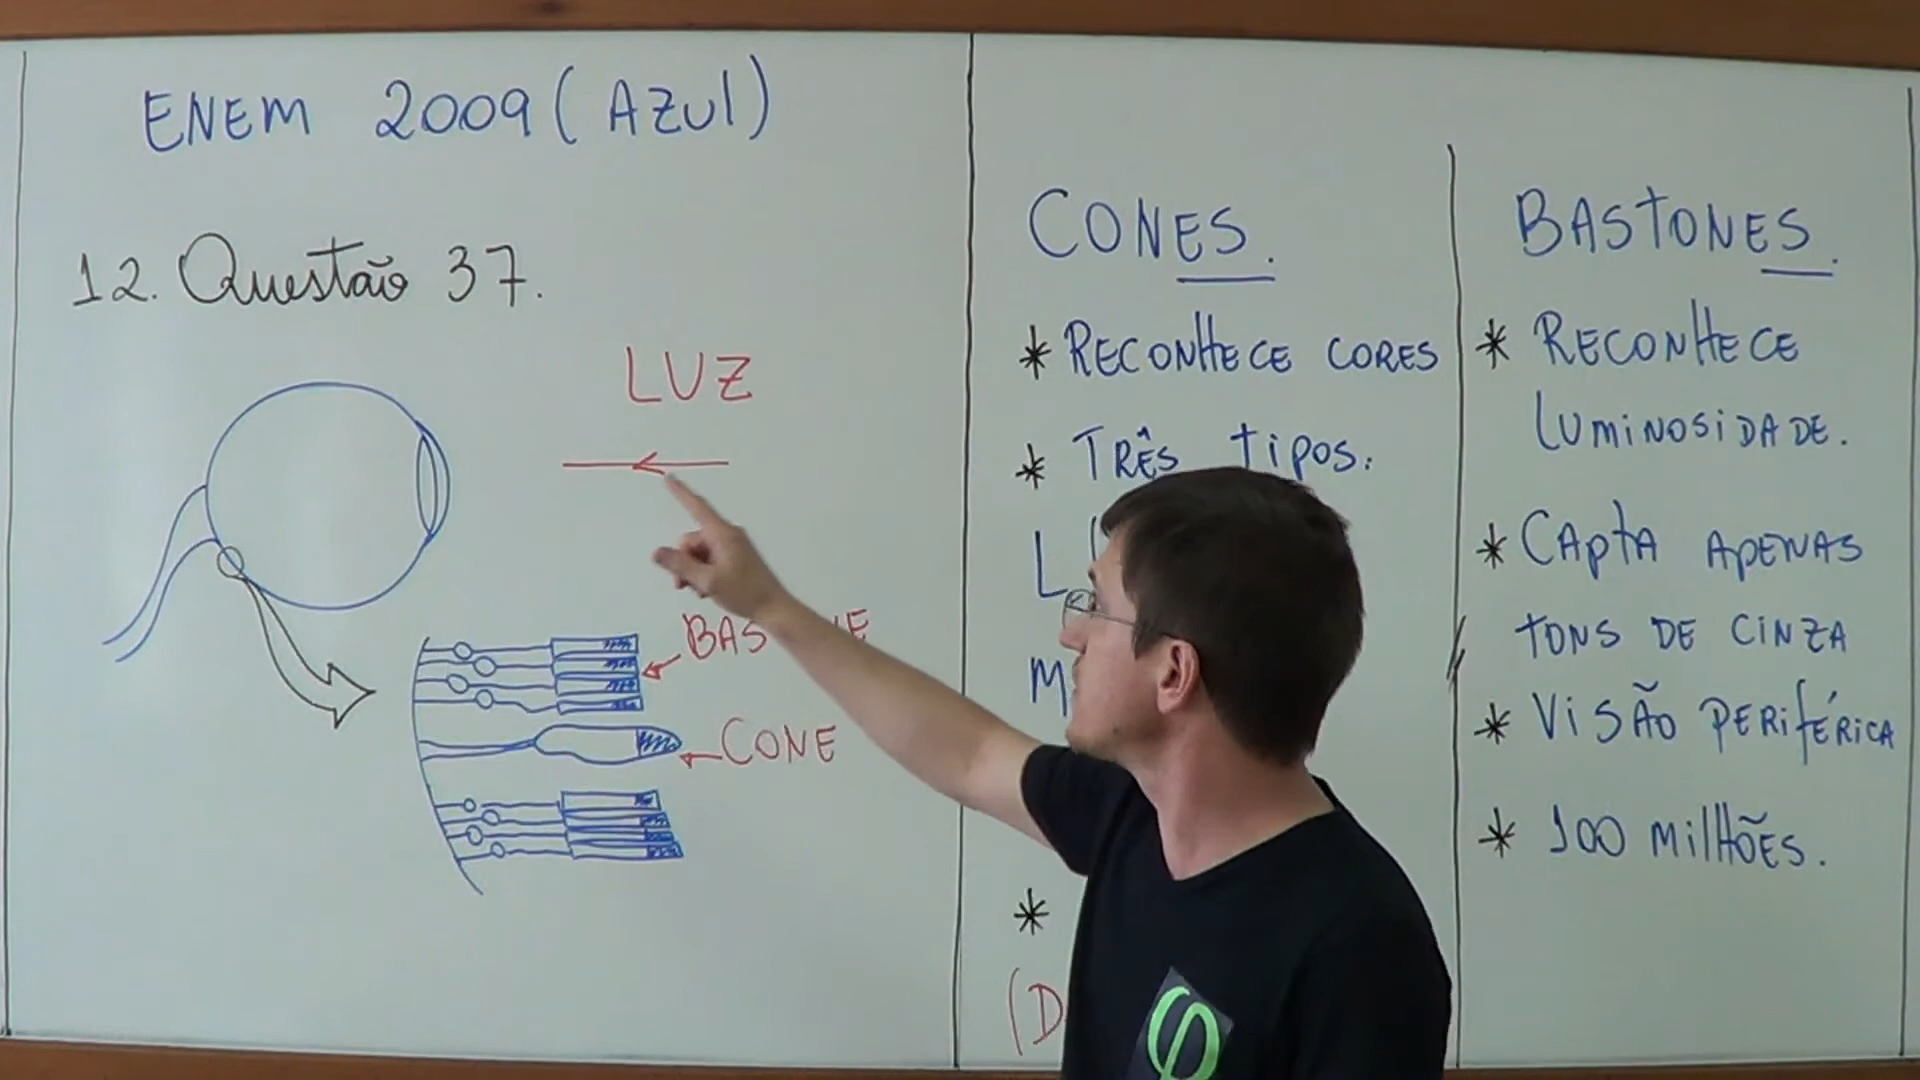 ENEM 2009 (AZUL)
12. Questão 37.
LUZ
CONE
CONES.
* RECONHECE CORES
* TRÊS TIPOS:
L
M
*
(D
BASTONES.
* RECONHECE
LUMINOSIDADE.
* CAPTA APENAS
TONS DE CINZA
* VISÃO PERIFÉRICA
* 100 MILHÕES.
φ